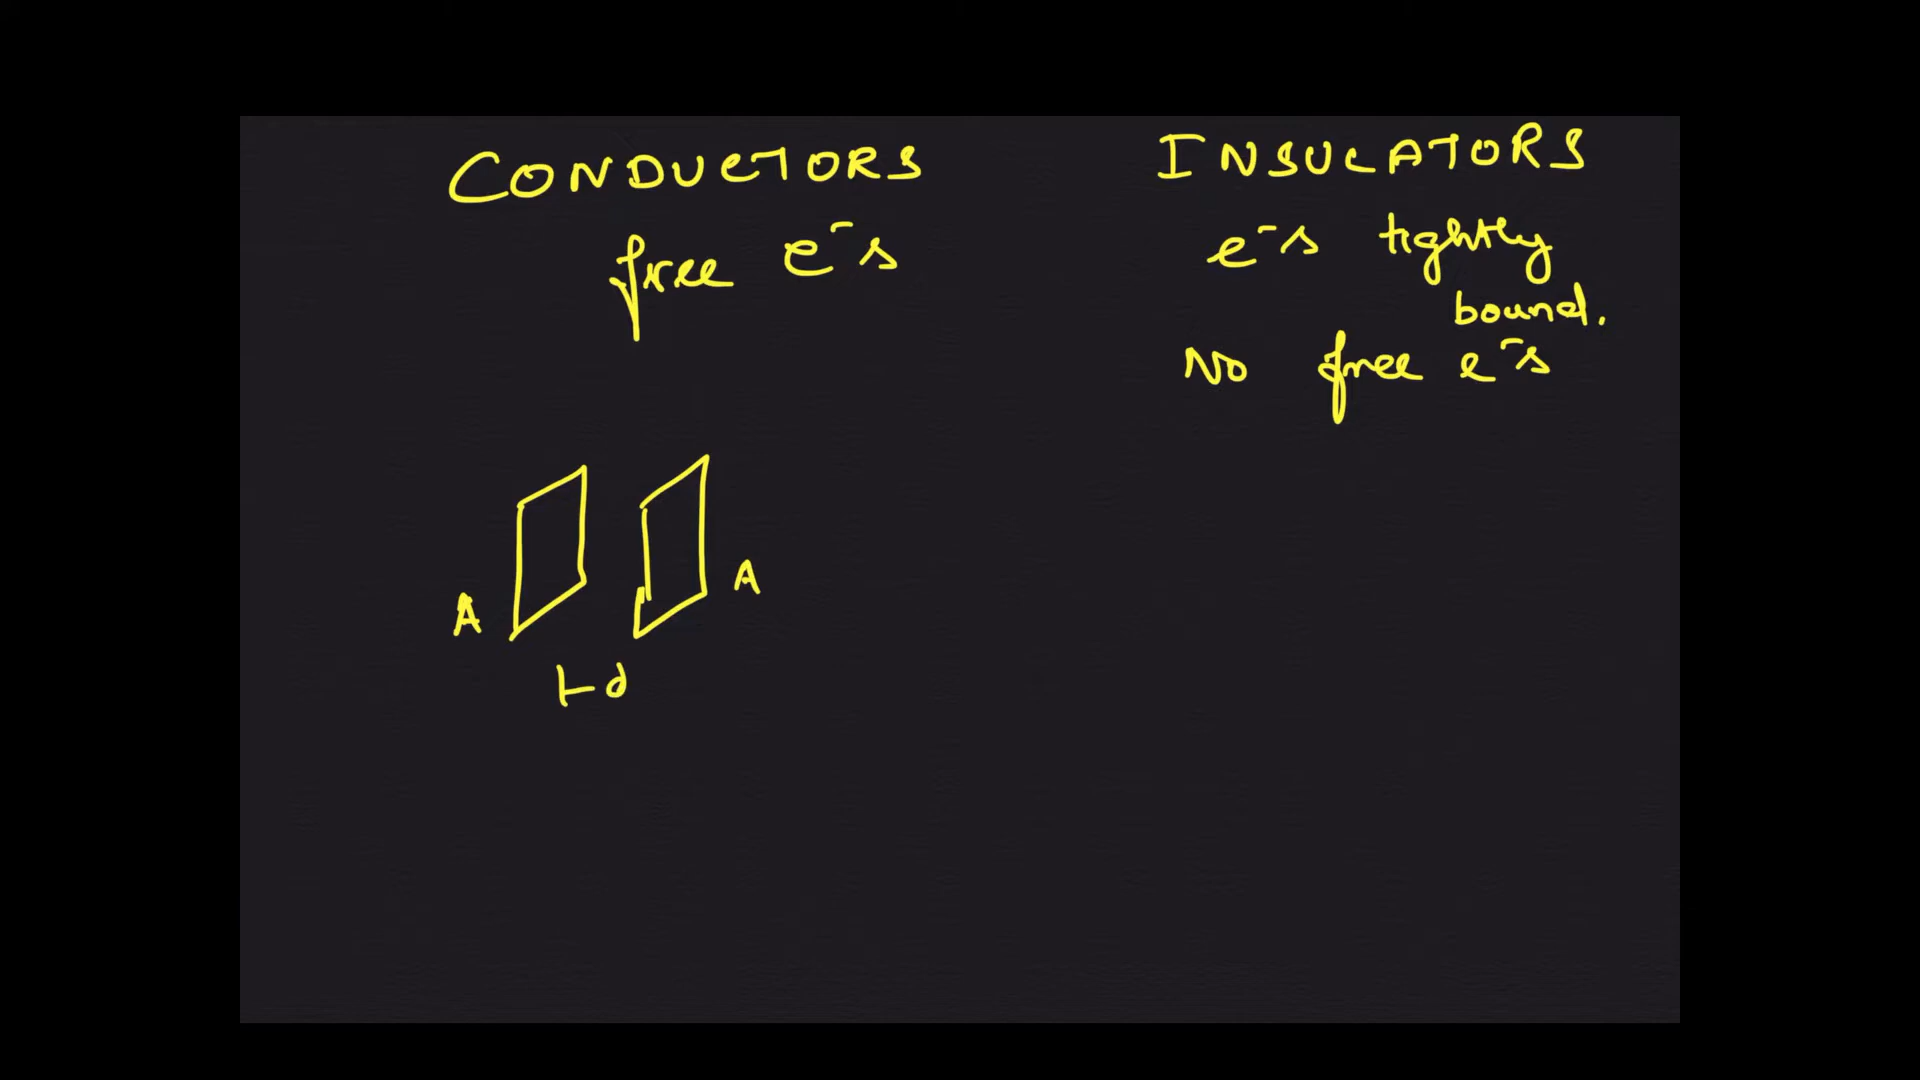 CONDUCTORS
free e⁻s
INSULATORS
e⁻s tightly
bound.
No free e⁻s
A
A
d